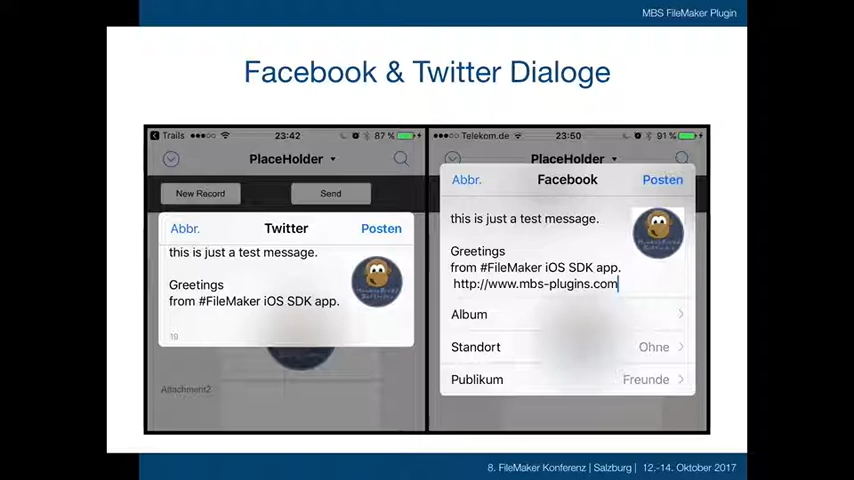 MBS FileMaker Plugin
Facebook & Twitter Dialoge
Trails 23:42 87 %
PlaceHolder
New Record Send
Abbr. Twitter Posten
this is just a test message.
Greetings
from #FileMaker iOS SDK app.
19
Attachment2
Telekom.de 23:50 91 %
PlaceHolder
Abbr. Facebook Posten
this is just a test message.
Greetings
from #FileMaker iOS SDK app.
http://www.mbs-plugins.com
Album
Standort Ohne
Publikum Freunde
8. FileMaker Konferenz | Salzburg | 12.-14. Oktober 2017